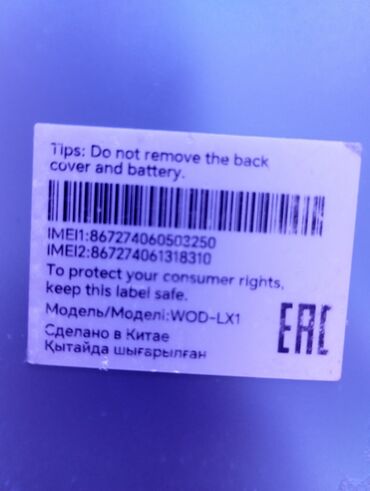 Tips: Do not remove the back
cover and battery.
IMEI1:867274060503250
IMEI2:867274061318310
To protect your consumer rights,
keep this label safe.
Модель/Моделі:WOD-LX1
Сделано в Китае
Қытайда шығарылған
EAC